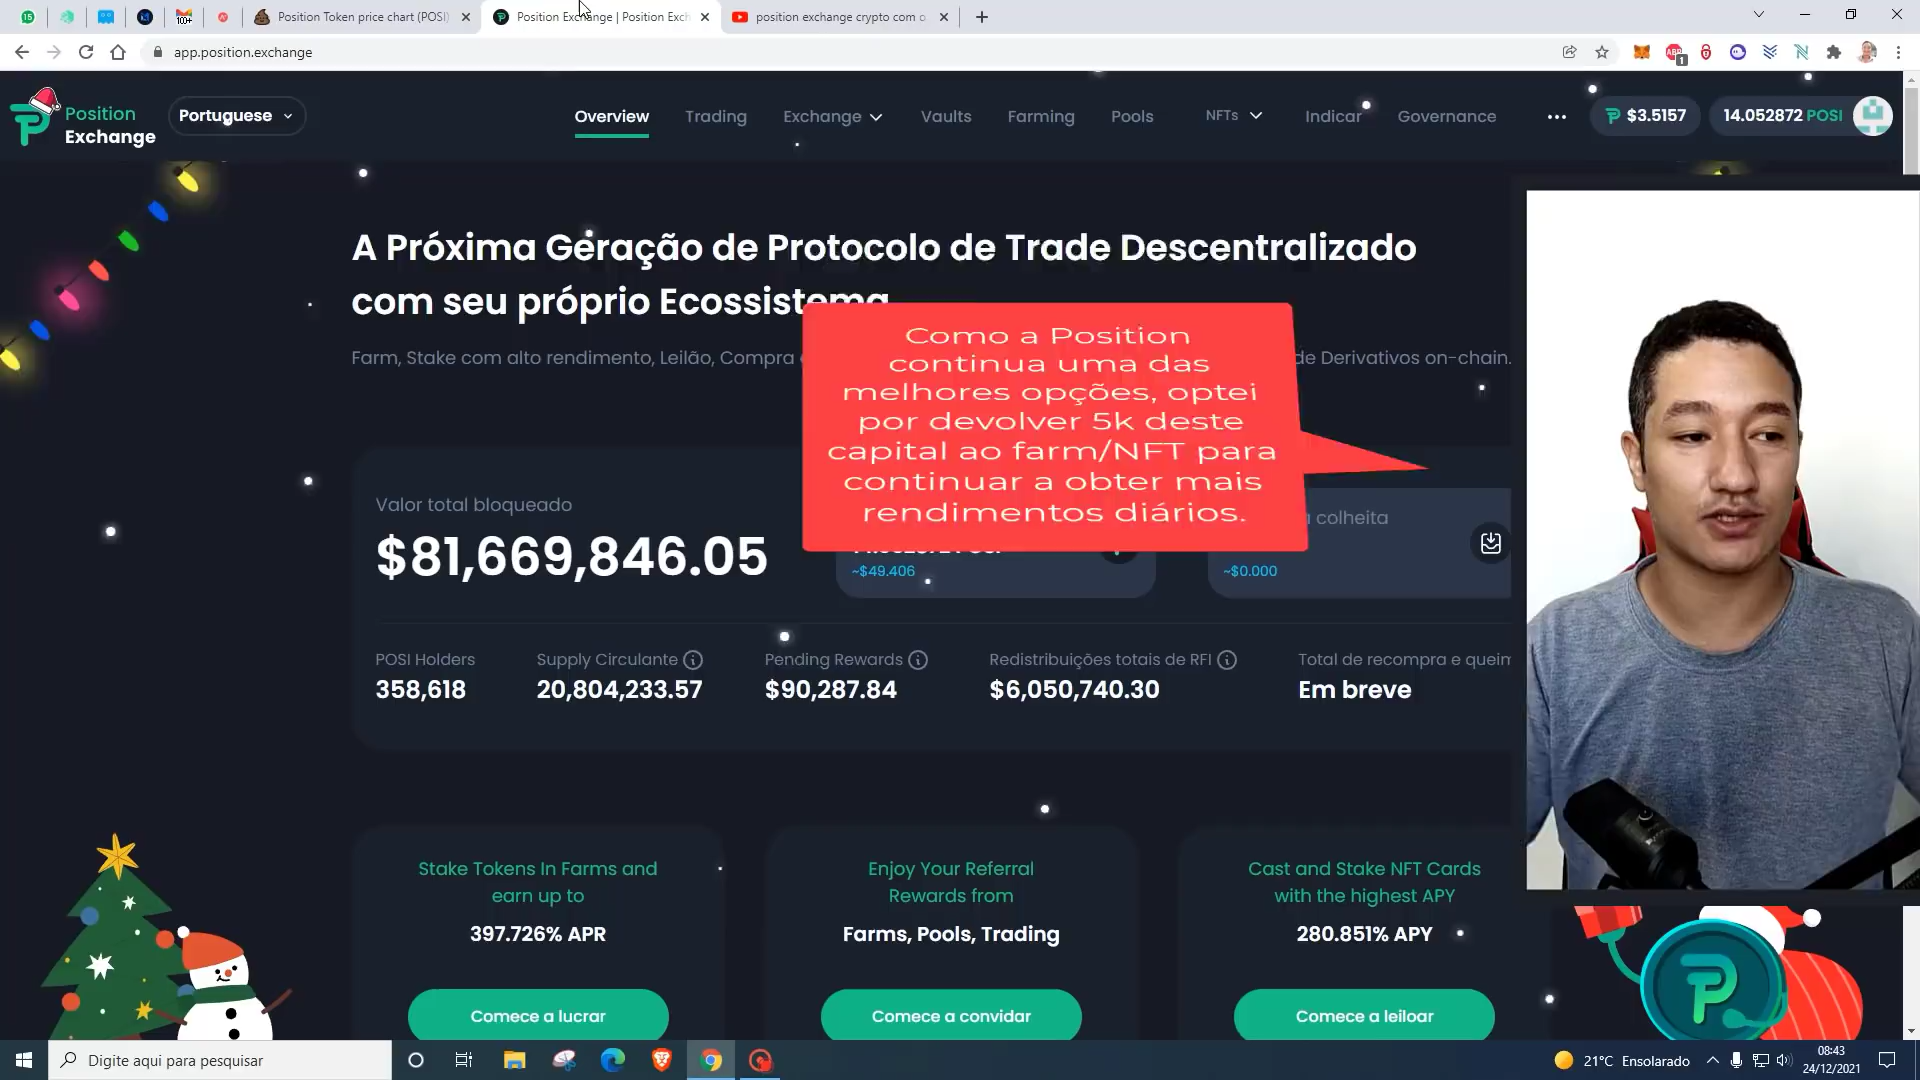 Position Token price chart (POSI)
Position Exchange | Position Exch
position exchange crypto com o
app.position.exchange
100+
15
ABP
1
Position
Exchange
Portuguese
Overview
Trading
Exchange
Vaults
Farming
Pools
NFTs
Indicar
Governance
$3.5157
14.052872 POSI
A Próxima Geração de Protocolo de Trade Descentralizado
com seu próprio Ecossistema
Farm, Stake com alto rendimento, Leilão, Compra
de Derivativos on-chain.
Como a Position
continua uma das
melhores opções, optei
por devolver 5k deste
capital ao farm/NFT para
continuar a obter mais
rendimentos diários.
Valor total bloqueado
$81,669,846.05
~$49.406
colheita
~$0.000
POSI Holders
358,618
Supply Circulante
20,804,233.57
Pending Rewards
$90,287.84
Redistribuições totais de RFI
$6,050,740.30
Total de recompra e queim
Em breve
Stake Tokens In Farms and
earn up to
397.726% APR
Comece a lucrar
Enjoy Your Referral
Rewards from
Farms, Pools, Trading
Comece a convidar
Cast and Stake NFT Cards
with the highest APY
280.851% APY
Comece a leiloar
Digite aqui para pesquisar
21°C Ensolarado
08:43
24/12/2021